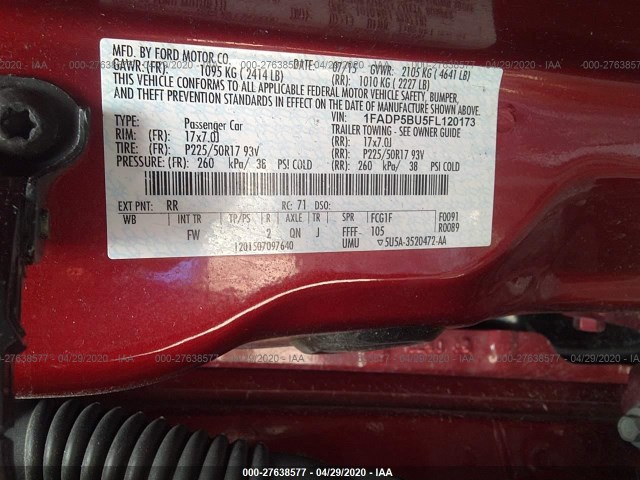 MFD. BY FORD MOTOR CO.
DATE: 07/15 GVWR: 2105 KG ( 4641 LB)
GAWR: (FR): 1095 KG ( 2414 LB) (RR): 1010 KG ( 2227 LB)
THIS VEHICLE CONFORMS TO ALL APPLICABLE FEDERAL MOTOR VEHICLE SAFETY, BUMPER,
AND THEFT PREVENTION STANDARDS IN EFFECT ON THE DATE OF MANUFACTURE SHOWN ABOVE.
VIN: 1FADP5BU5FL120173
TYPE: Passenger Car TRAILER TOWING - SEE OWNER GUIDE
RIM: (FR): 17x7.0J (RR): 17x7.0J
TIRE: (FR): P225/50R17 93V (RR): P225/50R17 93V
PRESSURE: (FR): 260 kPa/ 38 PSI COLD (RR): 260 kPa/ 38 PSI COLD
EXT PNT: RR RC: 71 DSO:
WB INT TR TP/PS R AXLE TR SPR FCG1F F0091
FW 2 QN J FFFF- 105 R0089
1201507097640 UMU ▽5U5A-3520472-AA
000-27638577 - 04/29/2020 - IAA